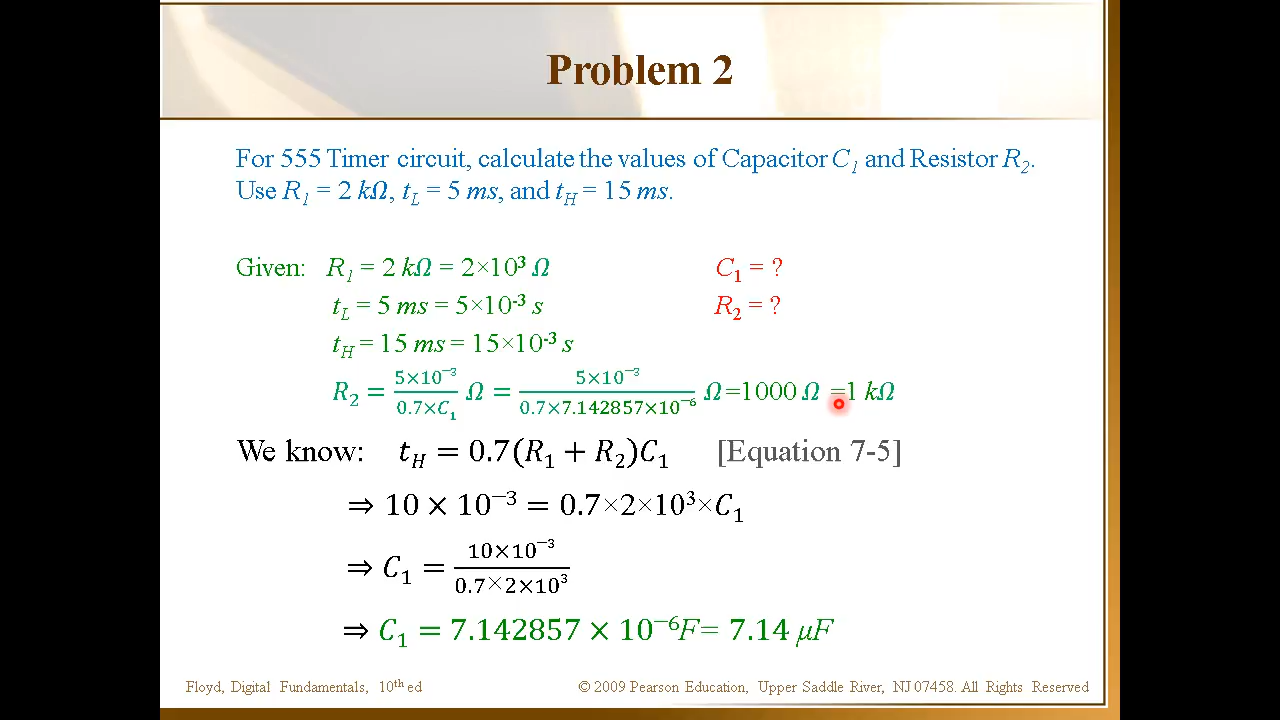 Problem 2
For 555 Timer circuit, calculate the values of Capacitor C₁ and Resistor R₂.
Use R₁ = 2 kΩ, t_L = 5 ms, and t_H = 15 ms.
Given: R₁ = 2 kΩ = 2×10³ Ω C₁ = ?
t_L = 5 ms = 5×10⁻³ s R₂ = ?
t_H = 15 ms = 15×10⁻³ s
R₂ = (5×10⁻³)/(0.7×C₁) Ω = (5×10⁻³)/(0.7×7.142857×10⁻⁶) Ω =1000 Ω =1 kΩ
We know: t_H = 0.7(R₁ + R₂)C₁ [Equation 7-5]
⇒ 10 × 10⁻³ = 0.7×2×10³×C₁
⇒ C₁ = (10×10⁻³)/(0.7×2×10³)
⇒ C₁ = 7.142857 × 10⁻⁶F= 7.14 μF
Floyd, Digital Fundamentals, 10th ed © 2009 Pearson Education, Upper Saddle River, NJ 07458. All Rights Reserved